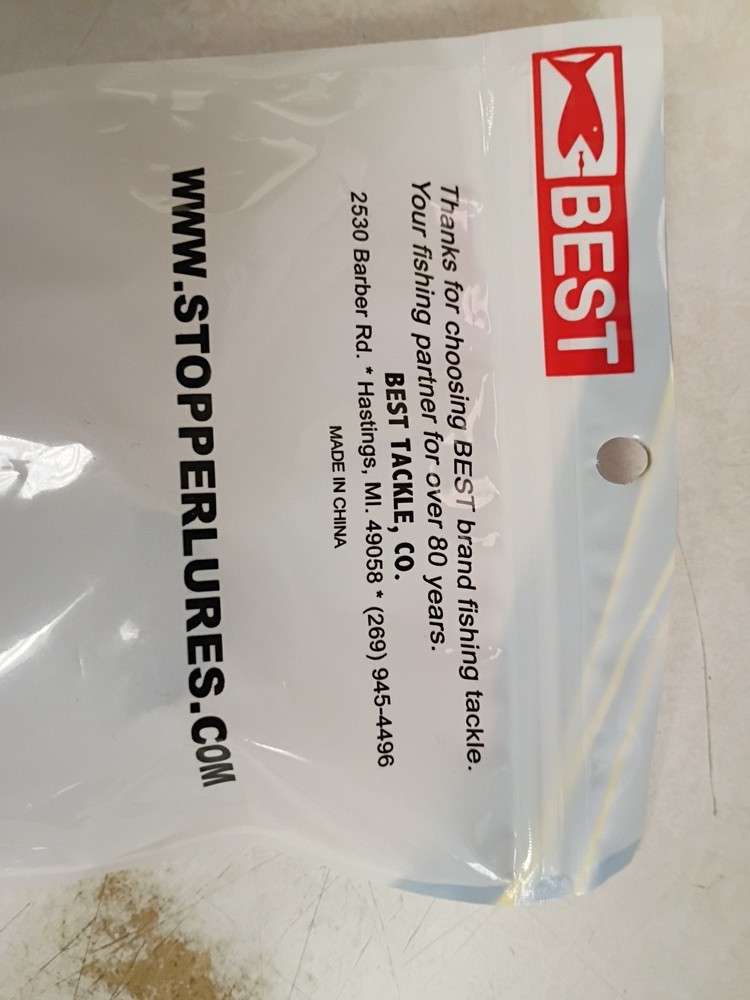 BEST
Thanks for choosing BEST brand fishing tackle.
Your fishing partner for over 80 years.
BEST TACKLE, CO.
2530 Barber Rd. * Hastings, MI. 49058 * (269) 945-4496
MADE IN CHINA
WWW.STOPPERLURES.COM